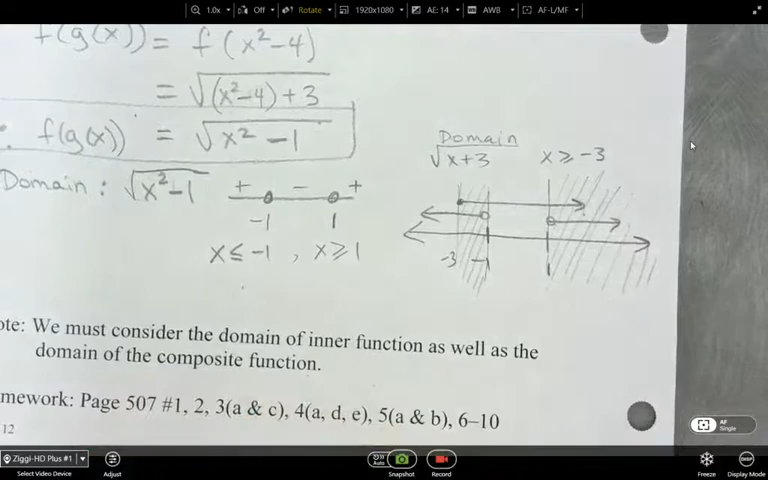 1.0x Off Rotate 1920x1080 AE: 14 AWB AF-L/MF
f(g(x)) = f(x²-4)
= √(x²-4)+3
: f(g(x)) = √x²-1
Domain: √x²-1 + - +
-1 1
x ≤ -1 , x ≥ 1
Domain
√x+3 x ≥ -3
-3 -1 1
ote: We must consider the domain of inner function as well as the
domain of the composite function.
mework: Page 507 #1, 2, 3(a & c), 4(a, d, e), 5(a & b), 6–10
12
AF
Single
Ziggi-HD Plus #1
Select Video Device Adjust Auto Snapshot Record Freeze DISP Display Mode